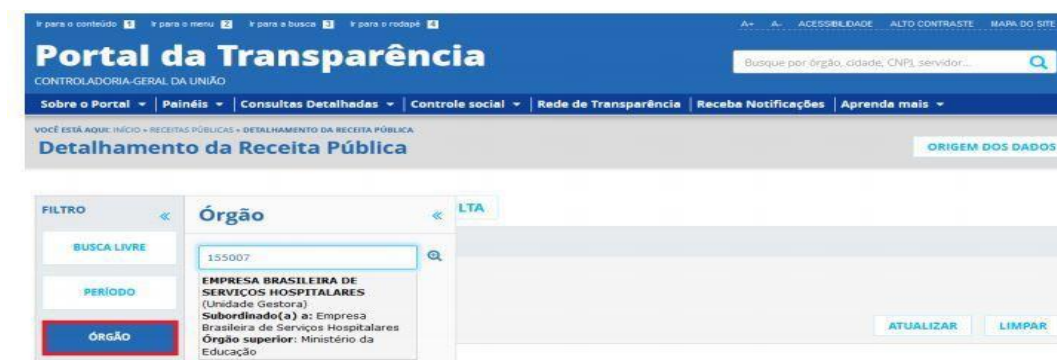 Ir para o conteúdo 1 Ir para o menu 2 Ir para a busca 3 Ir para o rodapé 4 A+ A- ACESSIBILIDADE ALTO CONTRASTE MAPA DO SITE
Portal da Transparência
CONTROLADORIA-GERAL DA UNIÃO
Busque por órgão, cidade, CNPJ, servidor...
Sobre o Portal Painéis Consultas Detalhadas Controle social Rede de Transparência Receba Notificações Aprenda mais
VOCÊ ESTÁ AQUI: INÍCIO » RECEITAS PÚBLICAS » DETALHAMENTO DA RECEITA PÚBLICA
Detalhamento da Receita Pública
ORIGEM DOS DADOS
FILTRO «
BUSCA LIVRE
PERÍODO
ÓRGÃO
Órgão «
155007
EMPRESA BRASILEIRA DE
SERVIÇOS HOSPITALARES
(Unidade Gestora)
Subordinado(a) a: Empresa
Brasileira de Serviços Hospitalares
Órgão superior: Ministério da
Educação
LTA
ATUALIZAR LIMPAR